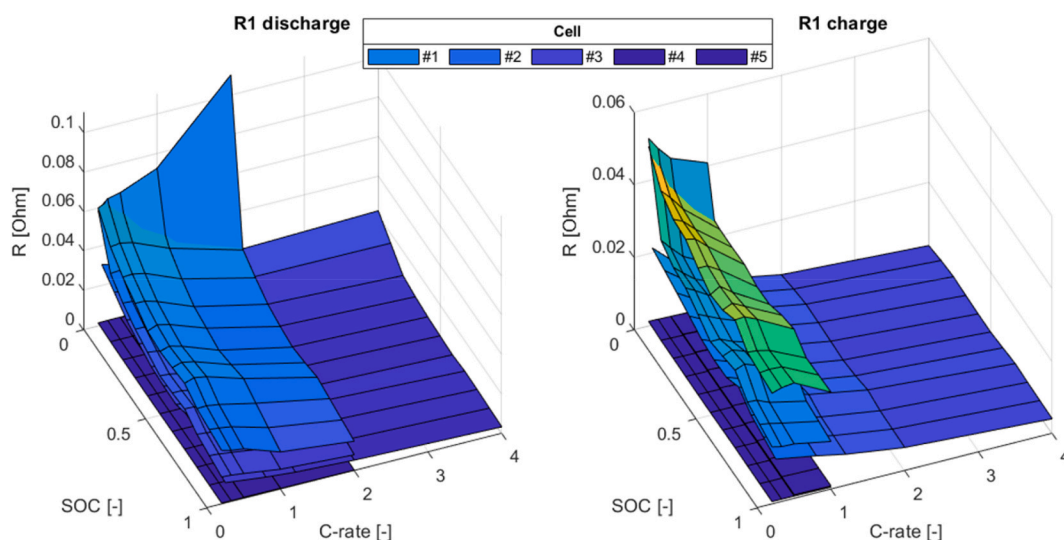 R1 discharge
R1 charge
Cell
#1 #2 #3 #4 #5
R [Ohm]
0.1
0.08
0.06
0.04
0.02
0
0
0.5
1
SOC [-]
0
1
2
3
4
C-rate [-]
R [Ohm]
0.06
0.04
0.02
0
0
0.5
1
SOC [-]
0
1
2
3
4
C-rate [-]